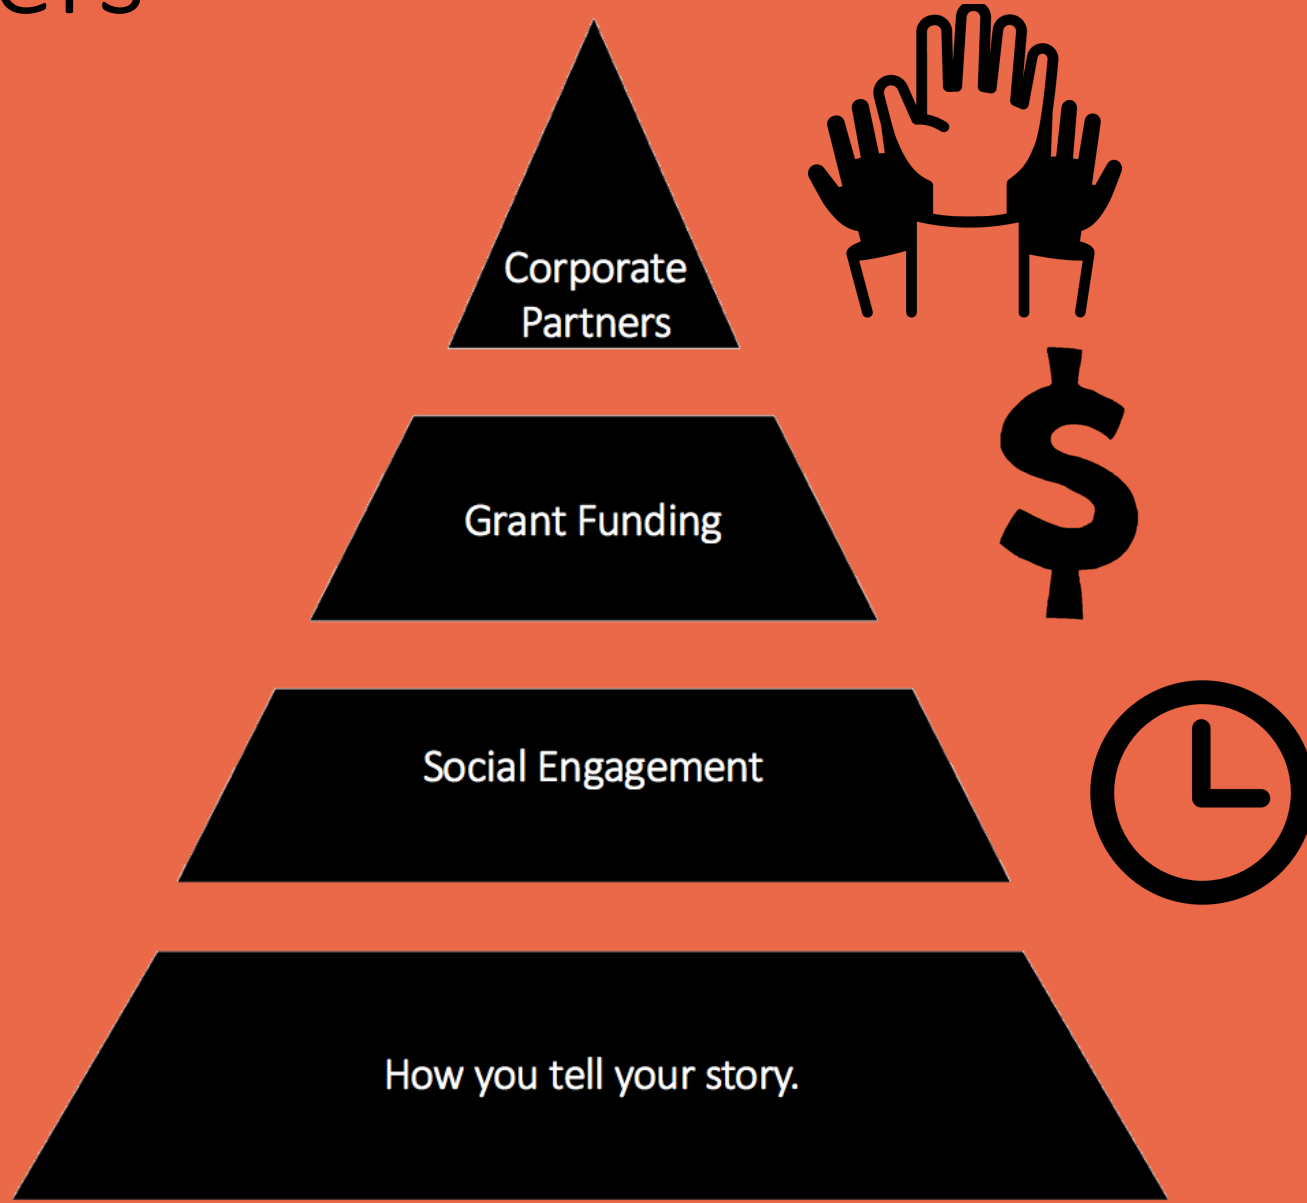 Corporate
Partners
Grant Funding
Social Engagement
How you tell your story.